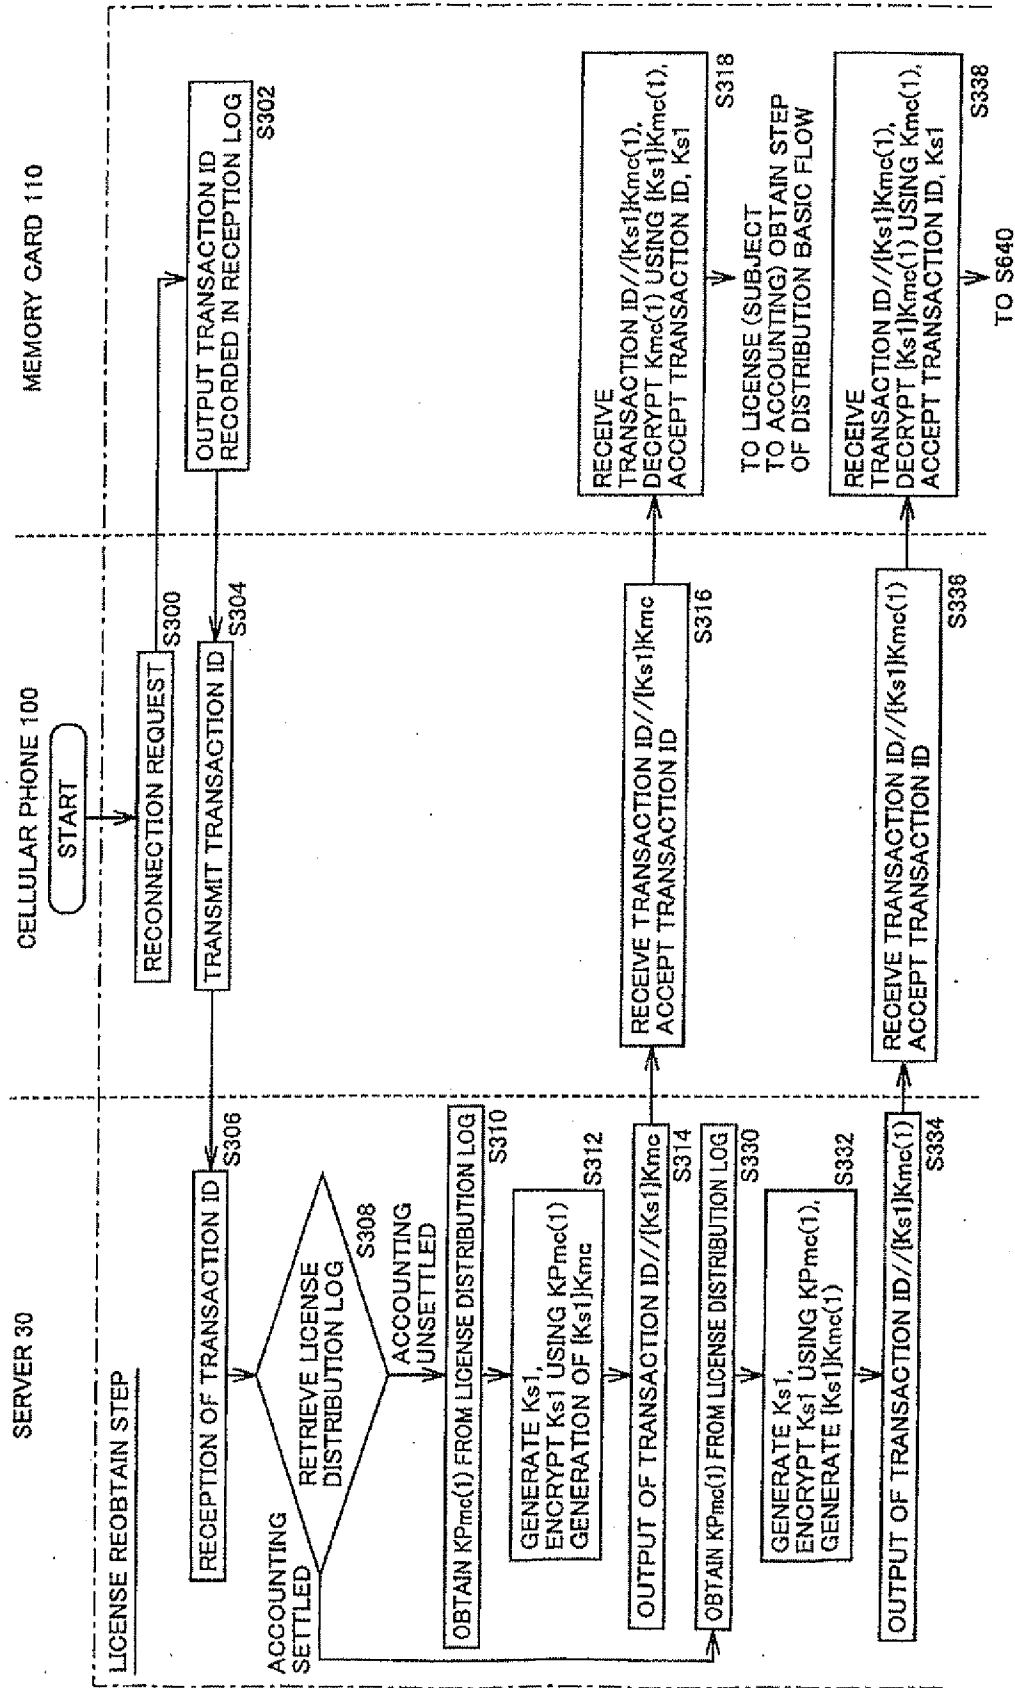 SERVER 30
CELLULAR PHONE 100
MEMORY CARD 110
LICENSE REOBTAIN STEP
START
RECONNECTION REQUEST
S300
OUTPUT TRANSACTION ID
RECORDED IN RECEPTION LOG
S302
TRANSMIT TRANSACTION ID
S304
RECEPTION OF TRANSACTION ID
S306
RETRIEVE LICENSE
DISTRIBUTION LOG
S308
ACCOUNTING
SETTLED
ACCOUNTING
UNSETTLED
OBTAIN KPmc(1) FROM LICENSE DISTRIBUTION LOG
S310
GENERATE Ks1,
ENCRYPT Ks1 USING KPmc(1)
GENERATION OF {Ks1}Kmc
S312
OUTPUT OF TRANSACTION ID//{Ks1}Kmc
S314
RECEIVE TRANSACTION ID//{Ks1}Kmc
ACCEPT TRANSACTION ID
S316
RECEIVE
TRANSACTION ID//{Ks1}Kmc(1),
DECRYPT Kmc(1) USING {Ks1}Kmc(1),
ACCEPT TRANSACTION ID, Ks1
S318
TO LICENSE (SUBJECT
TO ACCOUNTING) OBTAIN STEP
OF DISTRIBUTION BASIC FLOW
OBTAIN KPmc(1) FROM LICENSE DISTRIBUTION LOG
S330
GENERATE Ks1,
ENCRYPT Ks1 USING KPmc(1),
GENERATE {Ks1}Kmc(1)
S332
OUTPUT OF TRANSACTION ID//{Ks1}Kmc(1)
S334
RECEIVE TRANSACTION ID//{Ks1}Kmc(1)
ACCEPT TRANSACTION ID
S336
RECEIVE
TRANSACTION ID//{Ks1}Kmc(1),
DECRYPT {Ks1}Kmc(1) USING Kmc(1),
ACCEPT TRANSACTION ID, Ks1
S338
TO S640